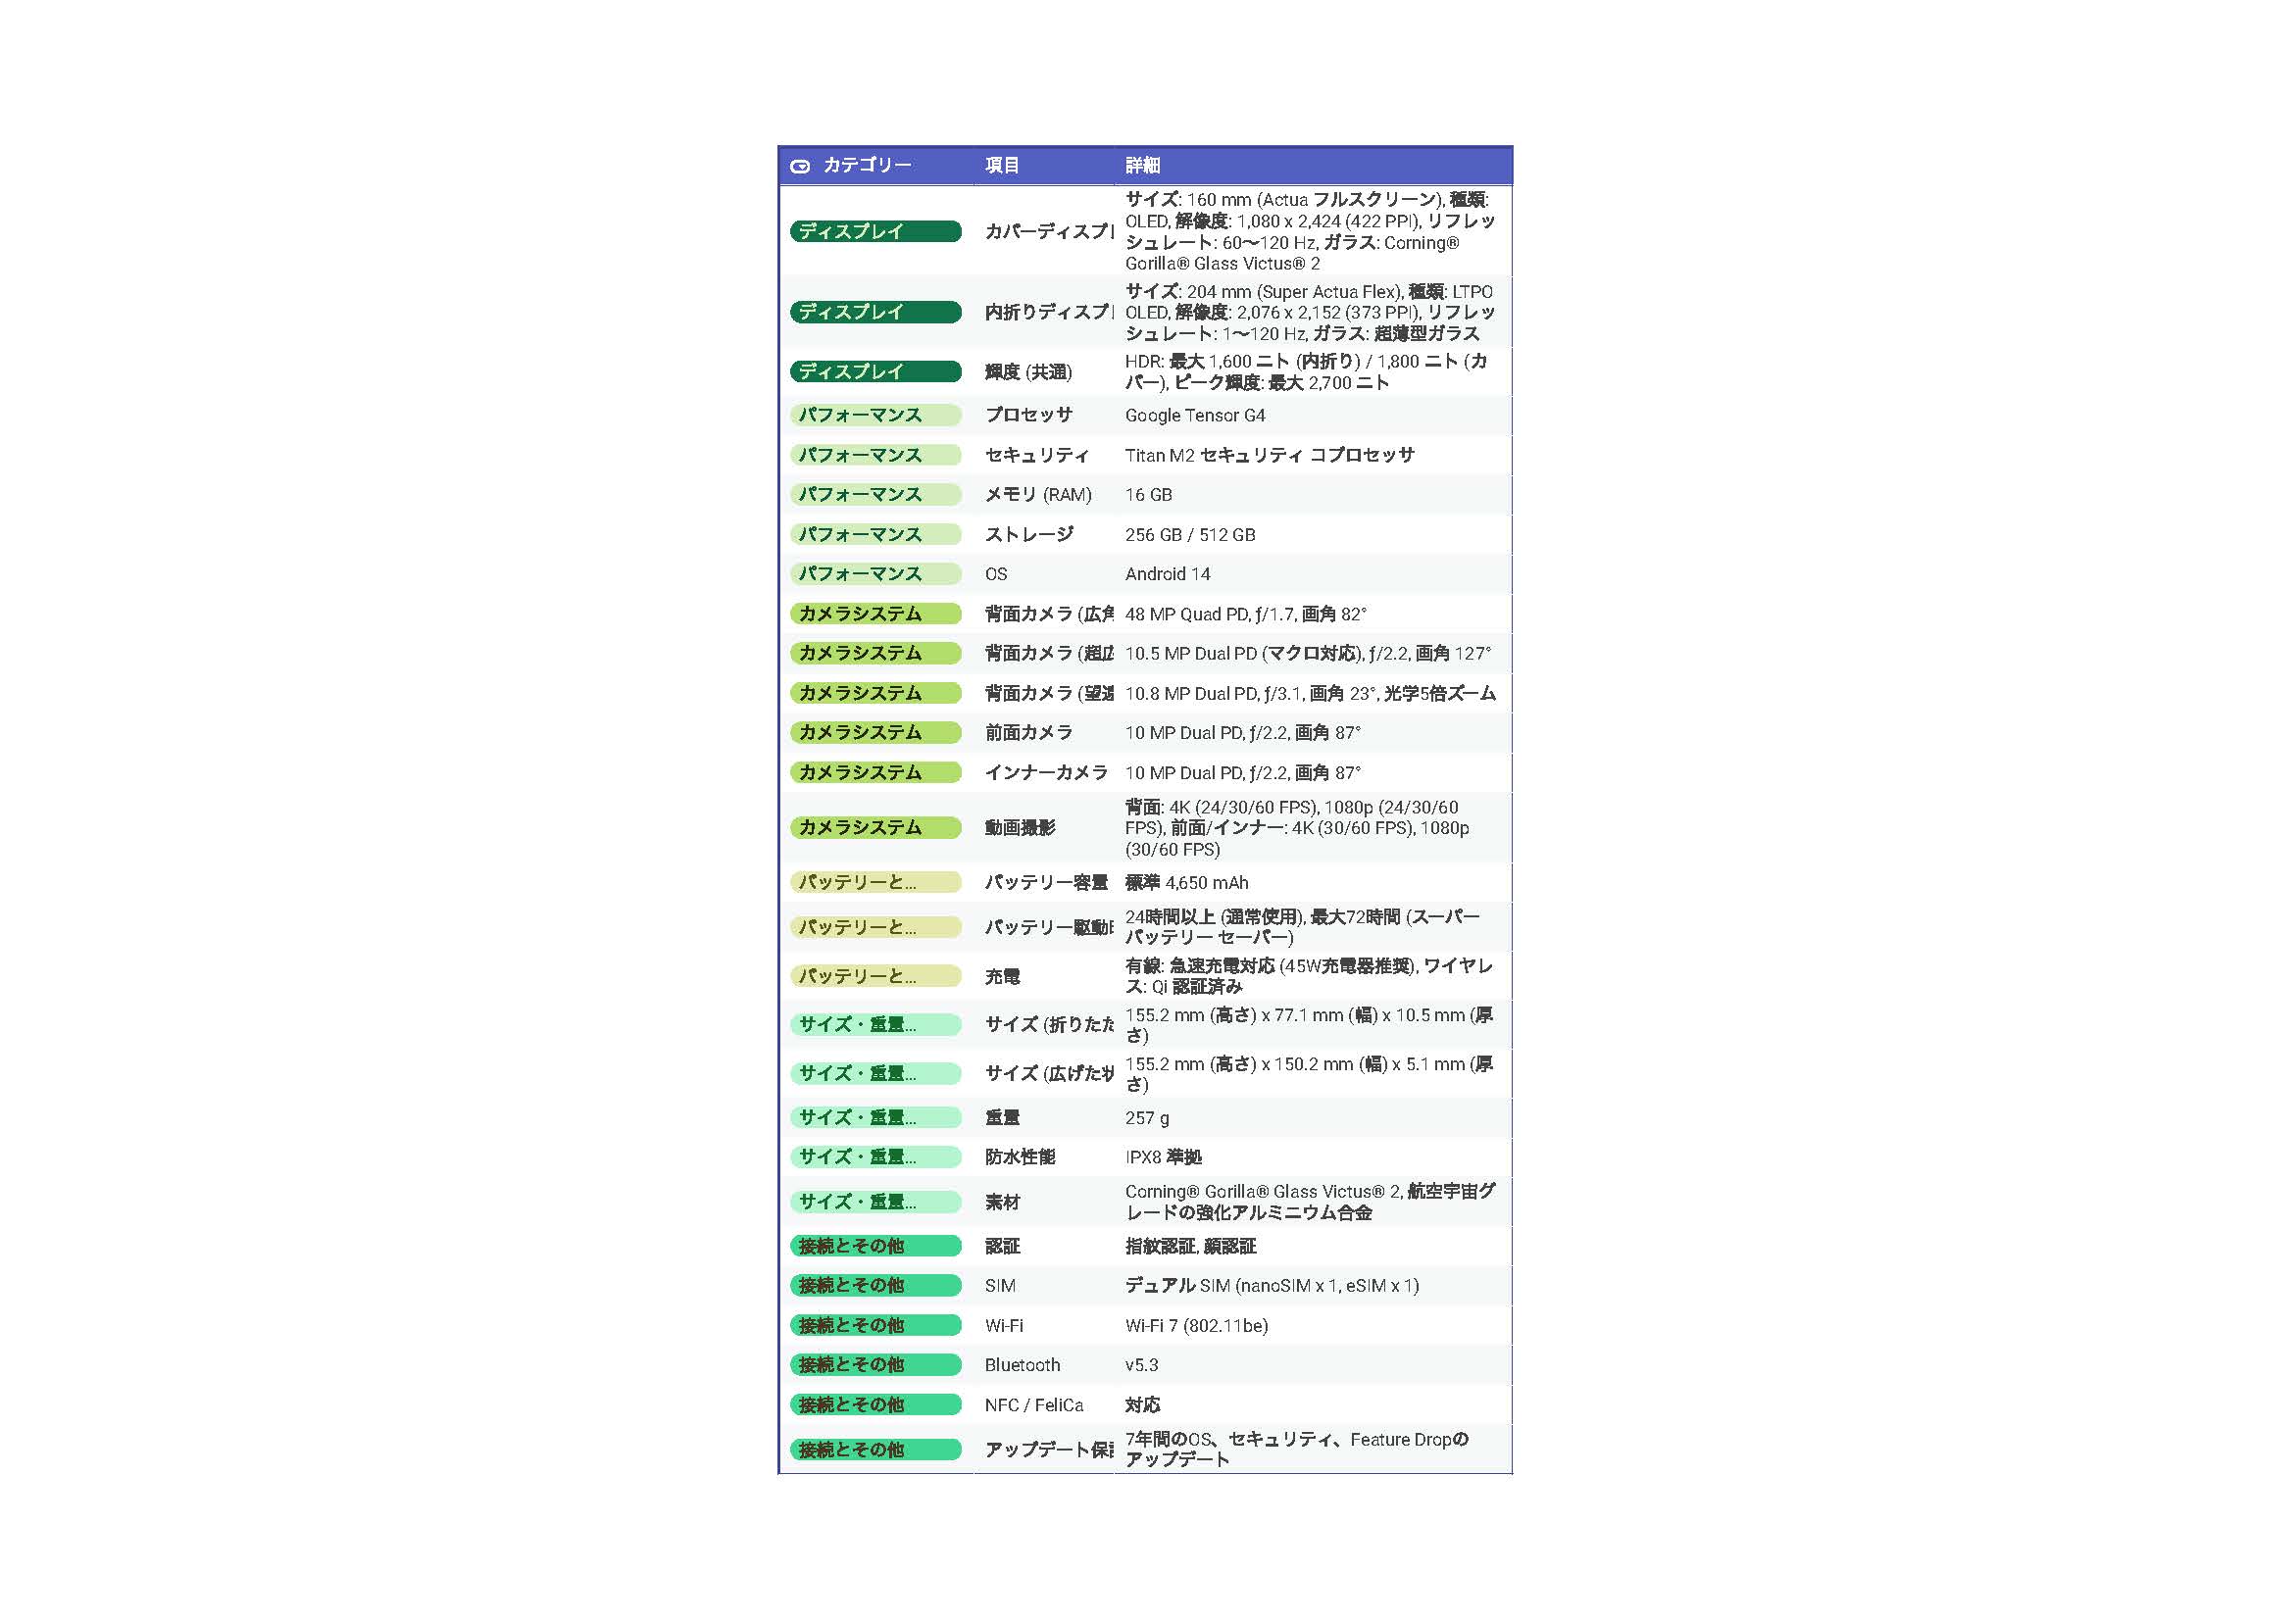 カテゴリー 項目 詳細
ディスプレイ カバーディスプ サイズ: 160 mm (Actua フルスクリーン), 種類:
OLED, 解像度: 1,080 x 2,424 (422 PPI), リフレッ
シュレート: 60〜120 Hz, ガラス: Corning®
Gorilla® Glass Victus® 2
ディスプレイ 内折りディスプ サイズ: 204 mm (Super Actua Flex), 種類: LTPO
OLED, 解像度: 2,076 x 2,152 (373 PPI), リフレッ
シュレート: 1〜120 Hz, ガラス: 超薄型ガラス
ディスプレイ 輝度 (共通) HDR: 最大 1,600 ニト (内折り) / 1,800 ニト (カ
バー), ピーク輝度: 最大 2,700 ニト
パフォーマンス プロセッサ Google Tensor G4
パフォーマンス セキュリティ Titan M2 セキュリティ コプロセッサ
パフォーマンス メモリ (RAM) 16 GB
パフォーマンス ストレージ 256 GB / 512 GB
パフォーマンス OS Android 14
カメラシステム 背面カメラ (広角 48 MP Quad PD, ƒ/1.7, 画角 82°
カメラシステム 背面カメラ (超広 10.5 MP Dual PD (マクロ対応), ƒ/2.2, 画角 127°
カメラシステム 背面カメラ (望遠 10.8 MP Dual PD, ƒ/3.1, 画角 23°, 光学5倍ズーム
カメラシステム 前面カメラ 10 MP Dual PD, ƒ/2.2, 画角 87°
カメラシステム インナーカメラ 10 MP Dual PD, ƒ/2.2, 画角 87°
カメラシステム 動画撮影 背面: 4K (24/30/60 FPS), 1080p (24/30/60
FPS), 前面/インナー: 4K (30/60 FPS), 1080p
(30/60 FPS)
バッテリーと... バッテリー容量 標準 4,650 mAh
バッテリーと... バッテリー駆動 24時間以上 (通常使用), 最大72時間 (スーパー
バッテリー セーバー)
バッテリーと... 充電 有線: 急速充電対応 (45W充電器推奨), ワイヤレ
ス: Qi 認証済み
サイズ・重量... サイズ (折りたた 155.2 mm (高さ) x 77.1 mm (幅) x 10.5 mm (厚
さ)
サイズ・重量... サイズ (広げた状 155.2 mm (高さ) x 150.2 mm (幅) x 5.1 mm (厚
さ)
サイズ・重量... 重量 257 g
サイズ・重量... 防水性能 IPX8 準拠
サイズ・重量... 素材 Corning® Gorilla® Glass Victus® 2, 航空宇宙グ
レードの強化アルミニウム合金
接続とその他 認証 指紋認証, 顔認証
接続とその他 SIM デュアル SIM (nanoSIM x 1, eSIM x 1)
接続とその他 Wi-Fi Wi-Fi 7 (802.11be)
接続とその他 Bluetooth v5.3
接続とその他 NFC / FeliCa 対応
接続とその他 アップデート保 7年間のOS、セキュリティ、Feature Dropの
アップデート